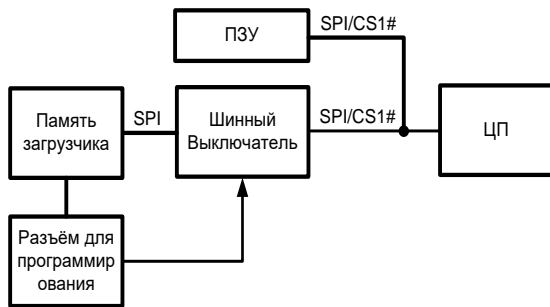 SPI/CS1#
ПЗУ
Память
загрузчика
SPI
Шинный
Выключатель
SPI/CS1#
ЦП
Разъём для
программир
ования